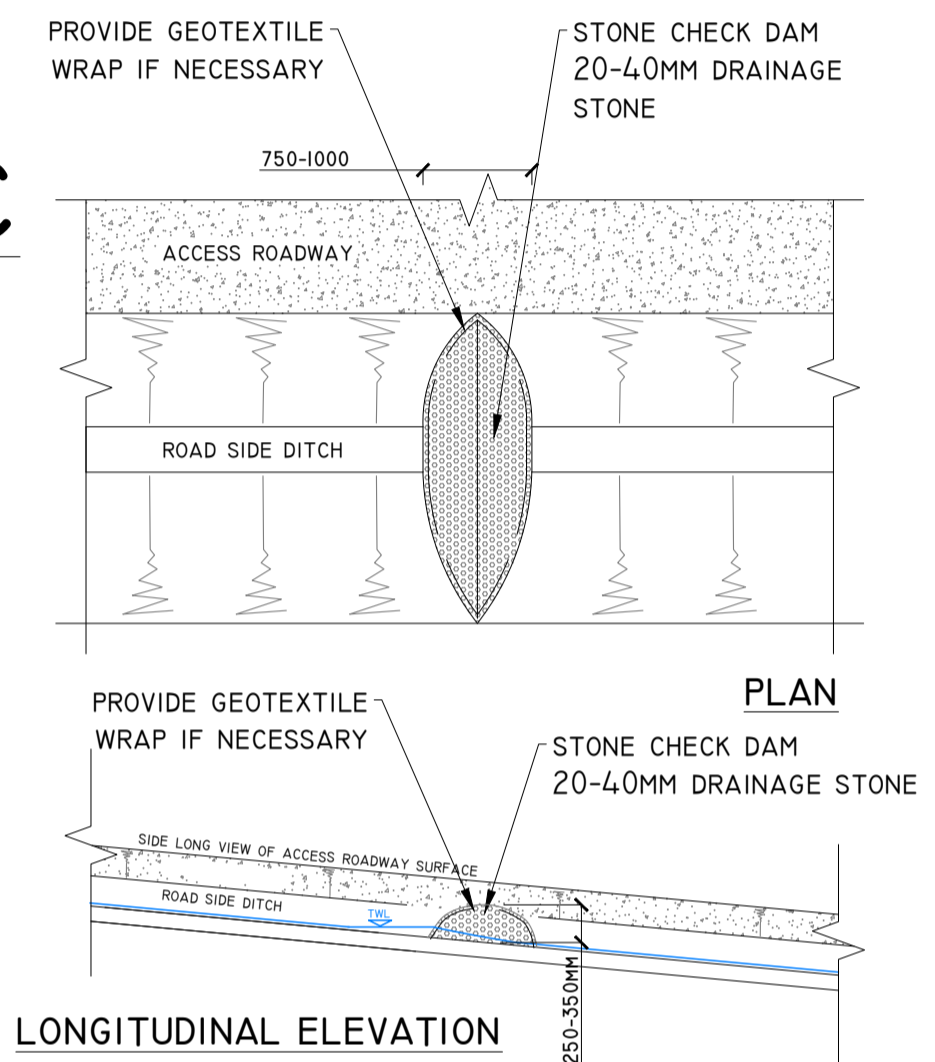 PROVIDE GEOTEXTILE
WRAP IF NECESSARY
STONE CHECK DAM
20-40MM DRAINAGE
STONE
750-1000
ACCESS ROADWAY
ROAD SIDE DITCH
PLAN
PROVIDE GEOTEXTILE
WRAP IF NECESSARY
STONE CHECK DAM
20-40MM DRAINAGE STONE
SIDE LONG VIEW OF ACCESS ROADWAY SURFACE
ROAD SIDE DITCH
TWL
250-350MM
LONGITUDINAL ELEVATION